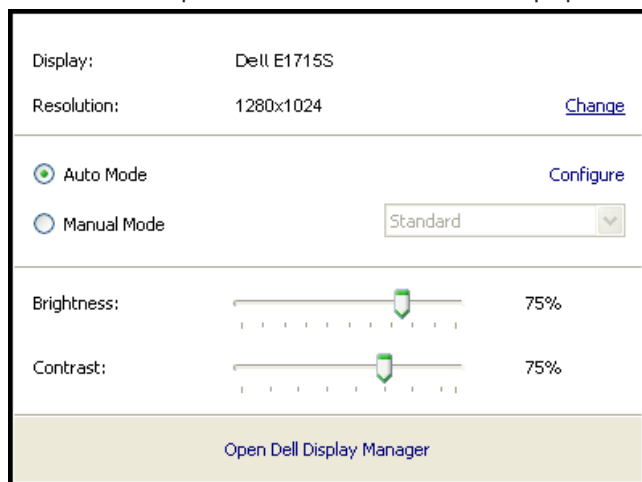 Display: Dell E1715S
Resolution: 1280x1024 Change
Auto Mode Configure
Manual Mode Standard
Brightness: 75%
Contrast: 75%
Open Dell Display Manager